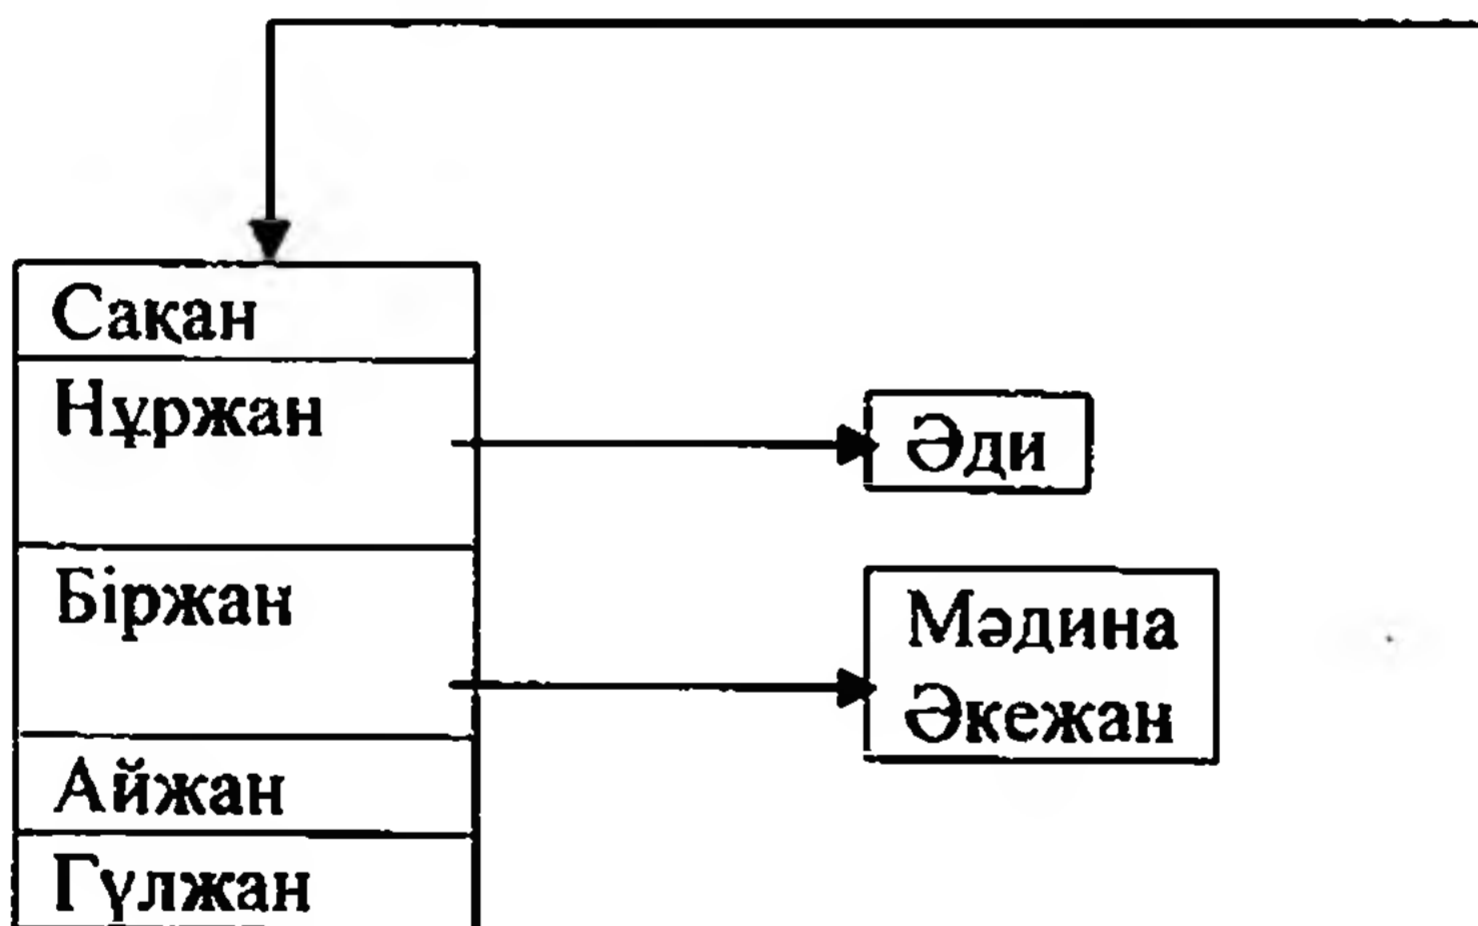 Сақан
Нұржан
Әди
Біржан
Мәдина
Әкежан
Айжан
Гүлжан